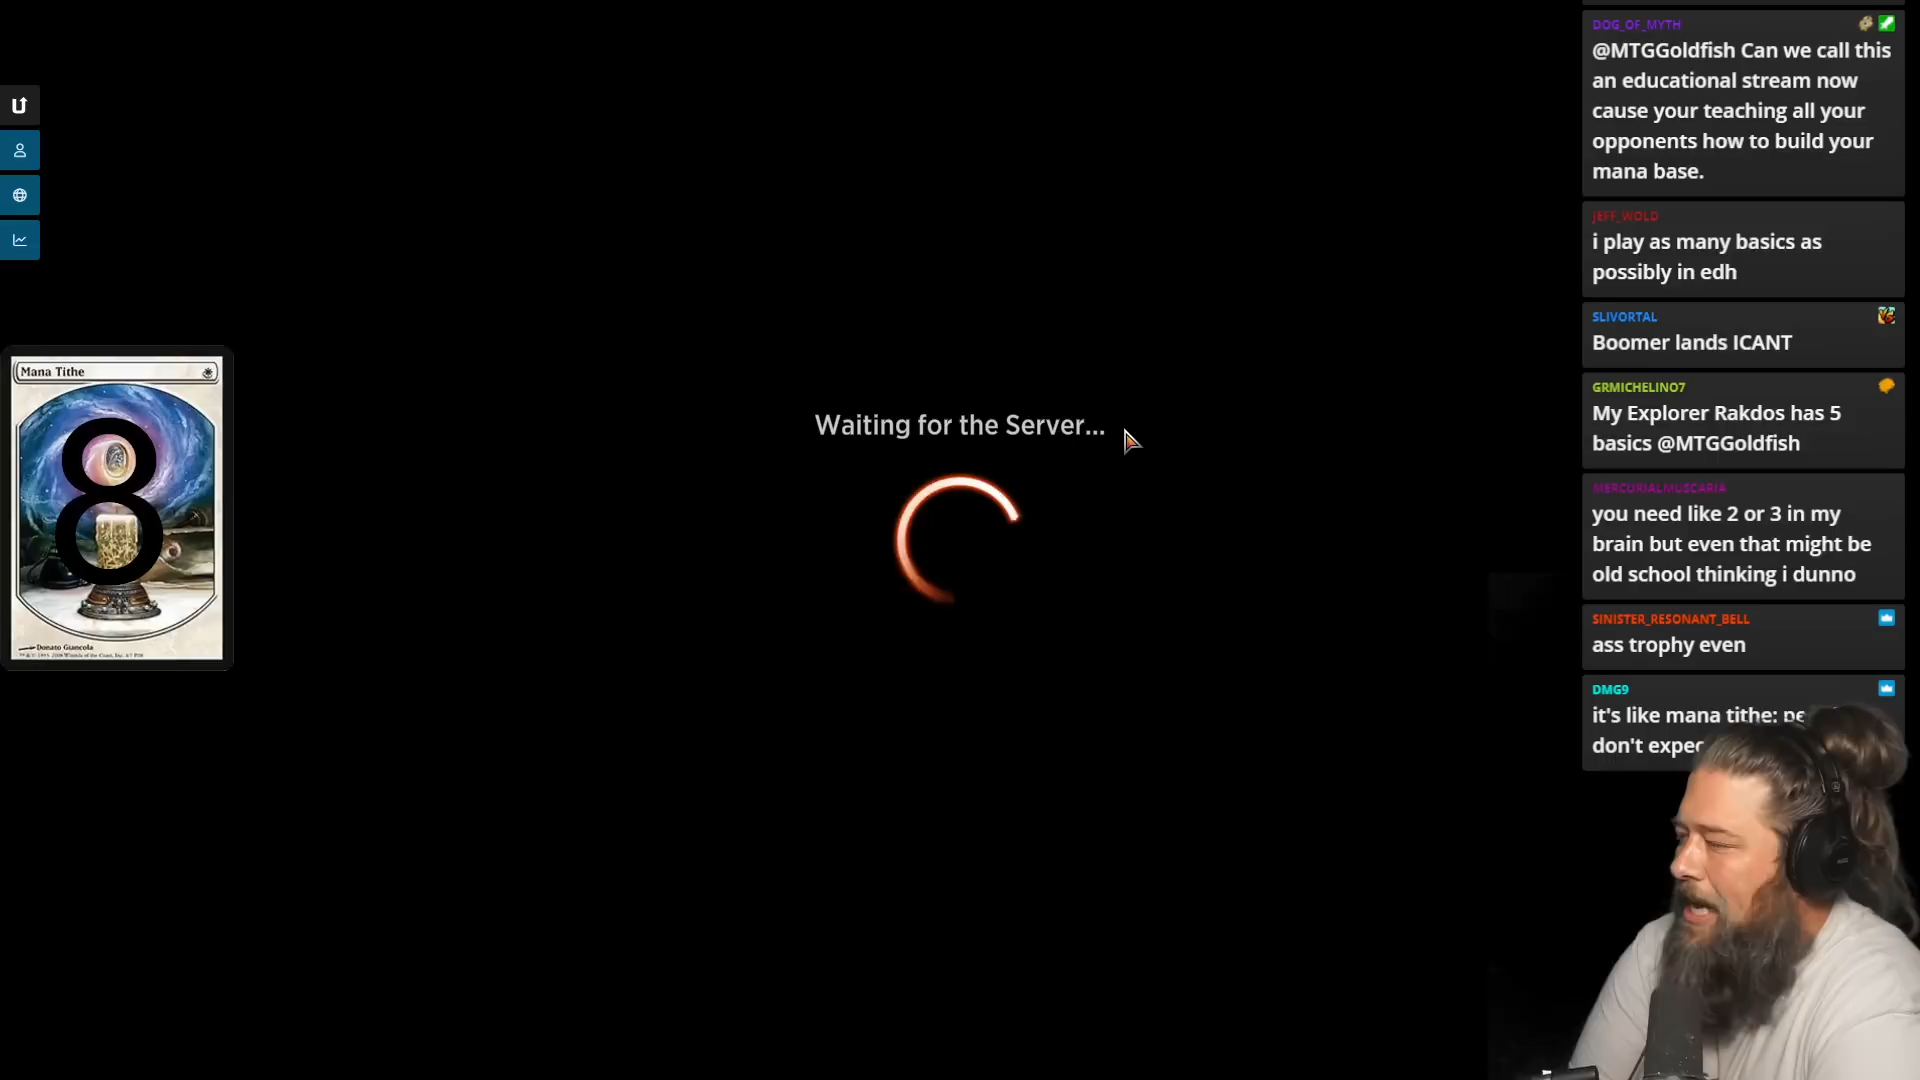 DOG_OF_MYTH
@MTGGoldfish Can we call this
an educational stream now
cause your teaching all your
opponents how to build your
mana base.
JEFF_WOLD
i play as many basics as
possibly in edh
SLIVORTAL
Boomer lands ICANT
GRMICHELINO7
My Explorer Rakdos has 5
basics @MTGGoldfish
MERCURIALMUSCARIA
you need like 2 or 3 in my
brain but even that might be
old school thinking i dunno
SINISTER_RESONANT_BELL
ass trophy even
DMG9
it's like mana tithe:
don't
Mana Tithe
8
Donato Giancola
Waiting for the Server...